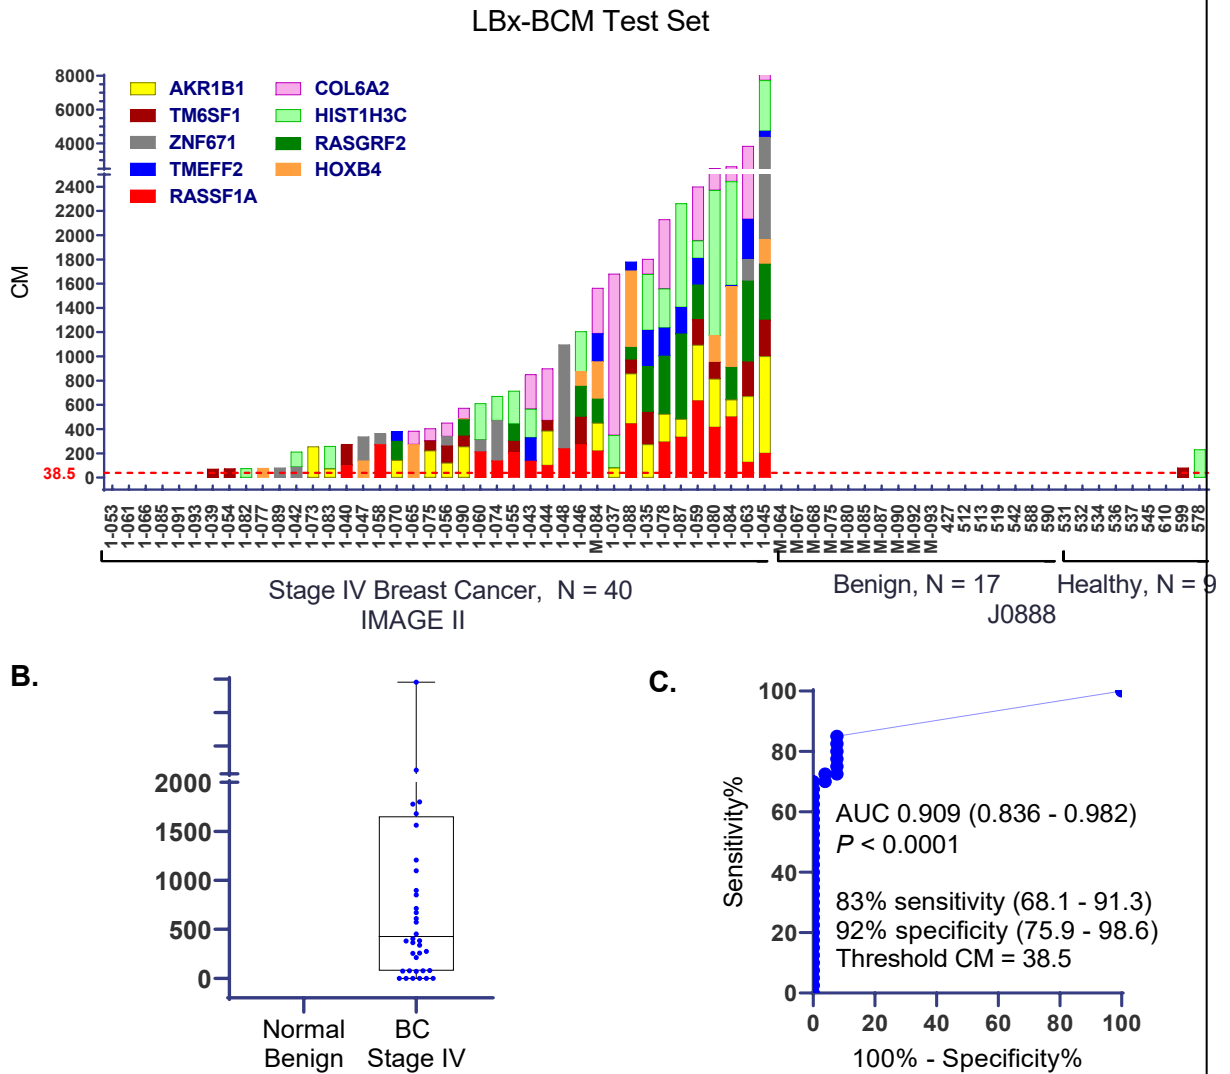 LBx-BCM Test Set
8000
6000
4000
2400
2200
2000
1800
1600
1400
1200
1000
800
600
400
200
0
38.5
CM
AKR1B1
TM6SF1
ZNF671
TMEFF2
RASSF1A
COL6A2
HIST1H3C
RASGRF2
HOXB4
1-053
1-061
1-066
1-085
1-091
1-093
1-039
1-054
1-082
1-077
1-089
1-042
1-073
1-083
1-040
1-047
1-058
1-070
1-065
1-075
1-056
1-090
1-060
1-074
1-055
1-043
1-044
1-048
1-046
M-084
1-037
1-088
1-035
1-078
1-087
1-059
1-080
1-084
1-063
1-045
M-064
M-067
M-068
M-075
M-080
M-085
M-087
M-090
M-092
M-093
427
512
513
519
542
588
590
531
532
534
536
537
545
610
599
578
Stage IV Breast Cancer, N = 40
IMAGE II
Benign, N = 17
Healthy, N = 9
J0888
B.
2000
1500
1000
500
0
Normal
Benign
BC
Stage IV
C.
100
80
60
40
20
0
Sensitivity%
AUC 0.909 (0.836 - 0.982)
P < 0.0001
83% sensitivity (68.1 - 91.3)
92% specificity (75.9 - 98.6)
Threshold CM = 38.5
0
20
40
60
80
100
100% - Specificity%